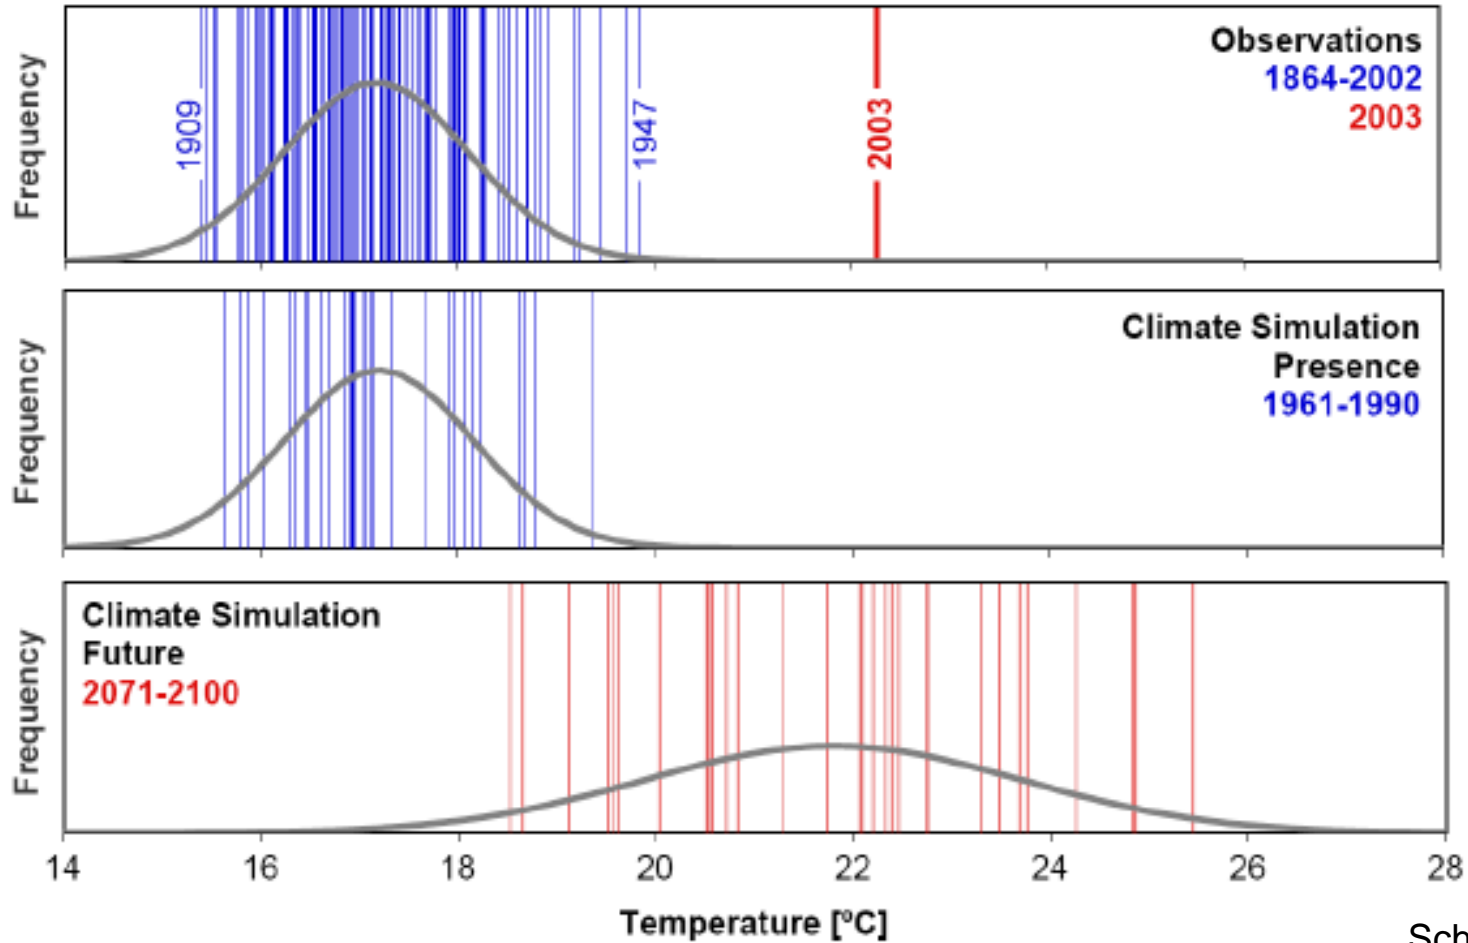 Frequency
1909
1947
2003
Observations
1864-2002
2003
Frequency
Climate Simulation
Presence
1961-1990
Frequency
Climate Simulation
Future
2071-2100
14 16 18 20 22 24 26 28
Temperature [ºC]
Sch